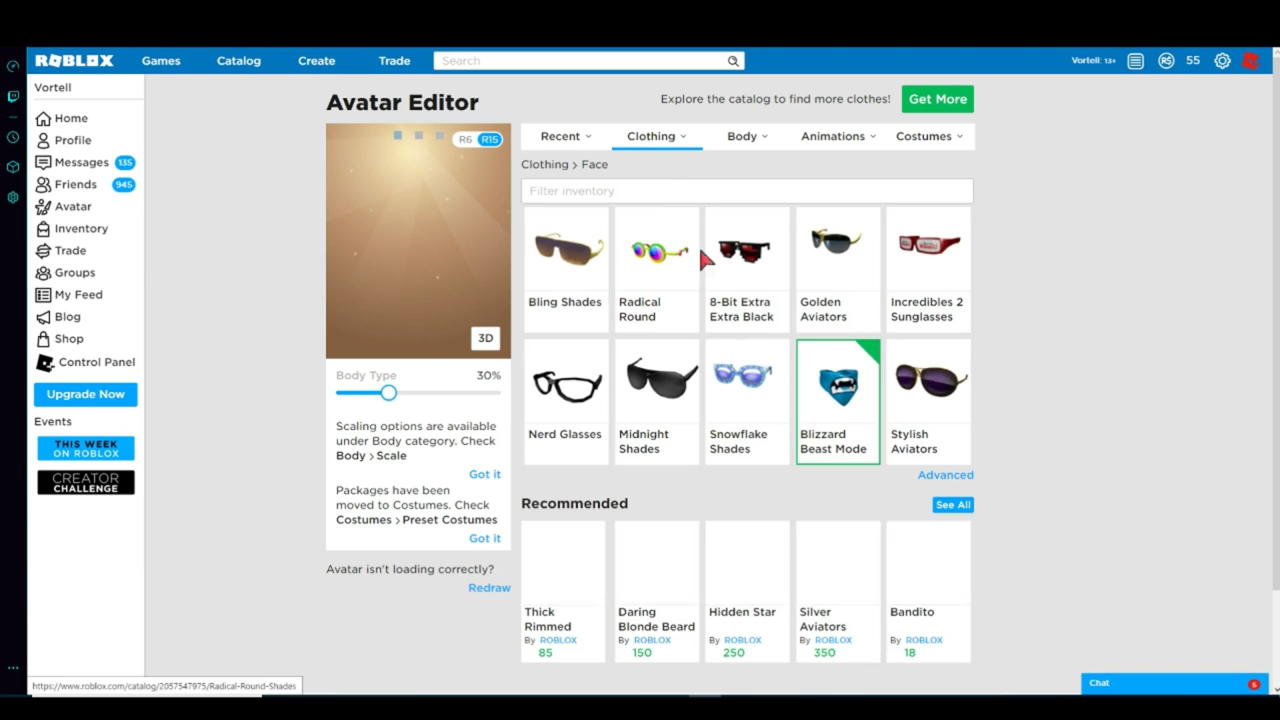 ROBLOX
Games
Catalog
Create
Trade
Search
Vortell: 13+
R$
55
Vortell
Home
Profile
Messages
135
Friends
945
Avatar
Inventory
Trade
Groups
My Feed
Blog
Shop
Control Panel
Upgrade Now
Events
THIS WEEK
ON ROBLOX
CREATOR
CHALLENGE
Avatar Editor
Explore the catalog to find more clothes!
Get More
R6
R15
3D
Body Type
30%
Scaling options are available
under Body category. Check
Body > Scale
Got it
Packages have been
moved to Costumes. Check
Costumes > Preset Costumes
Got it
Avatar isn't loading correctly?
Redraw
Recent
Clothing
Body
Animations
Costumes
Clothing > Face
Filter inventory
Bling Shades
Radical
Round
8-Bit Extra
Extra Black
Golden
Aviators
Incredibles 2
Sunglasses
Nerd Glasses
Midnight
Shades
Snowflake
Shades
Blizzard
Beast Mode
Stylish
Aviators
Advanced
Recommended
See All
Thick
Rimmed
By ROBLOX
85
Daring
Blonde Beard
By ROBLOX
150
Hidden Star
By ROBLOX
250
Silver
Aviators
By ROBLOX
350
Bandito
By ROBLOX
18
https://www.roblox.com/catalog/2057547975/Radical-Round-Shades
Chat
5